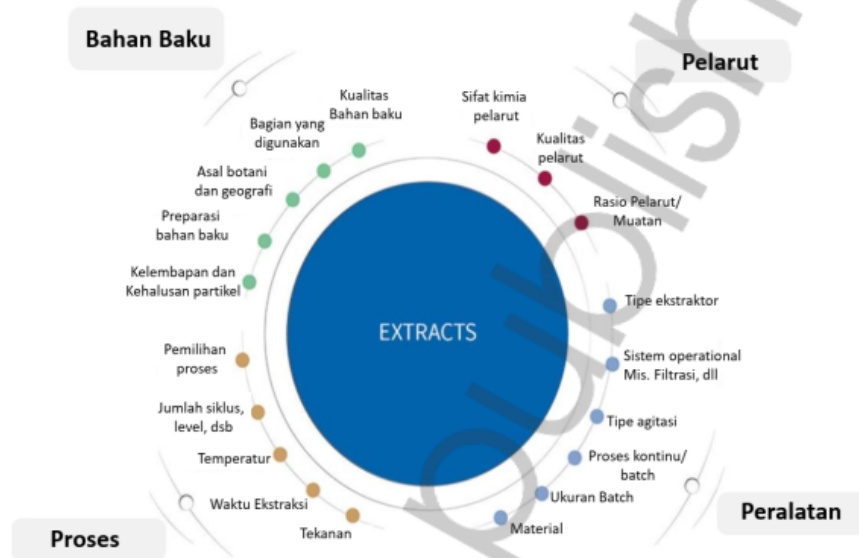 Bahan Baku
Kualitas
Bahan baku
Bagian yang
digunakan
Asal botani
dan geografi
Preparasi
bahan baku
Kelembapan dan
Kehalusan partikel
Pelarut
Sifat kimia
pelarut
Kualitas
pelarut
Rasio Pelarut/
Muatan
EXTRACTS
Pemilihan
proses
Jumlah siklus,
level, dsb
Temperatur
Waktu Ekstraksi
Tekanan
Proses
Tipe ekstraktor
Sistem operational
Mis. Filtrasi, dll
Tipe agitasi
Proses kontinu/
batch
Ukuran Batch
Material
Peralatan
publish